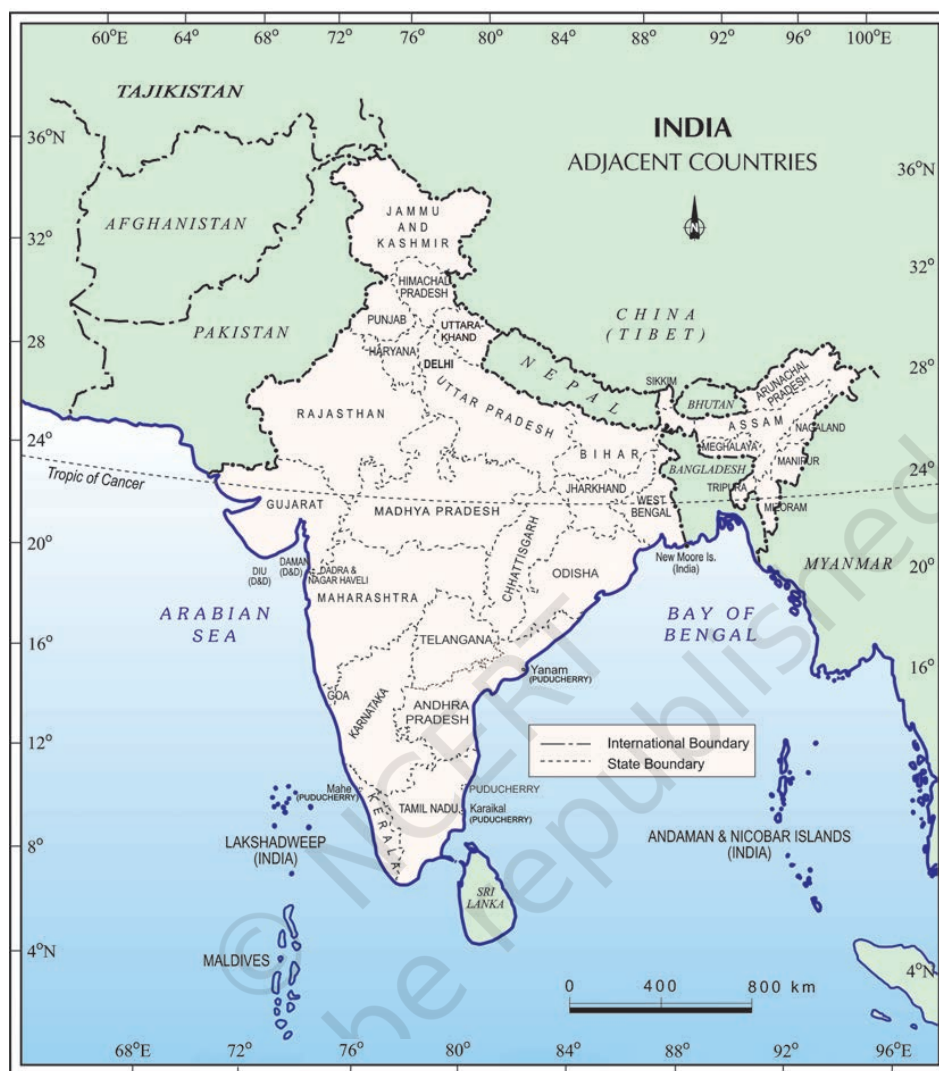 60°E 64° 68° 72° 76° 80° 84° 88° 92° 96° 100°E
TAJIKISTAN
INDIA
ADJACENT COUNTRIES
36°N
36°N
N
AFGHANISTAN
JAMMU
AND
KASHMIR
32°
32°
HIMACHAL
PRADESH
CHINA
(TIBET)
PAKISTAN
PUNJAB
UTTARA-
KHAND
28
28°
HARYANA
DELHI
NEPAL
SIKKIM
BHUTAN
ARUNACHAL
PRADESH
RAJASTHAN
UTTAR PRADESH
ASSAM
NAGALAND
24°
BIHAR
MEGHALAYA
MANIPUR
BANGLADESH
24°
Tropic of Cancer
JHARKHAND
TRIPURA
GUJARAT
MADHYA PRADESH
WEST
BENGAL
MIZORAM
20°
CHHATTISGARH
New Moore Is.
(India)
MYANMAR
20°
DIU
(D&D)
DAMAN
(D&D)
DADRA &
NAGAR HAVELI
ODISHA
MAHARASHTRA
ARABIAN
SEA
BAY OF
BENGAL
TELANGANA
16°
16°
Yanam
(PUDUCHERRY)
GOA
KARNATAKA
ANDHRA
PRADESH
12°
12°
International Boundary
State Boundary
Mahe
(PUDUCHERRY)
PUDUCHERRY
KERALA
TAMIL NADU
Karaikal
(PUDUCHERRY)
LAKSHADWEEP
(INDIA)
ANDAMAN & NICOBAR ISLANDS
(INDIA)
8°
8°
SRI
LANKA
4°N
4°N
MALDIVES
0 400 800 km
68°E 72° 76° 80° 84° 88° 92° 96°E
© NCERT
be republished